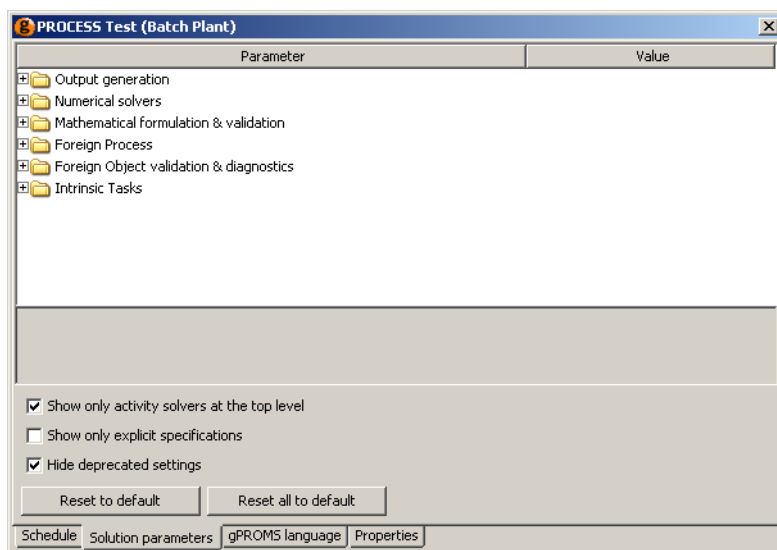 PROCESS Test (Batch Plant)
Parameter Value
Output generation
Numerical solvers
Mathematical formulation & validation
Foreign Process
Foreign Object validation & diagnostics
Intrinsic Tasks
Show only activity solvers at the top level
Show only explicit specifications
Hide deprecated settings
Reset to default Reset all to default
Schedule Solution parameters gPROMS language Properties